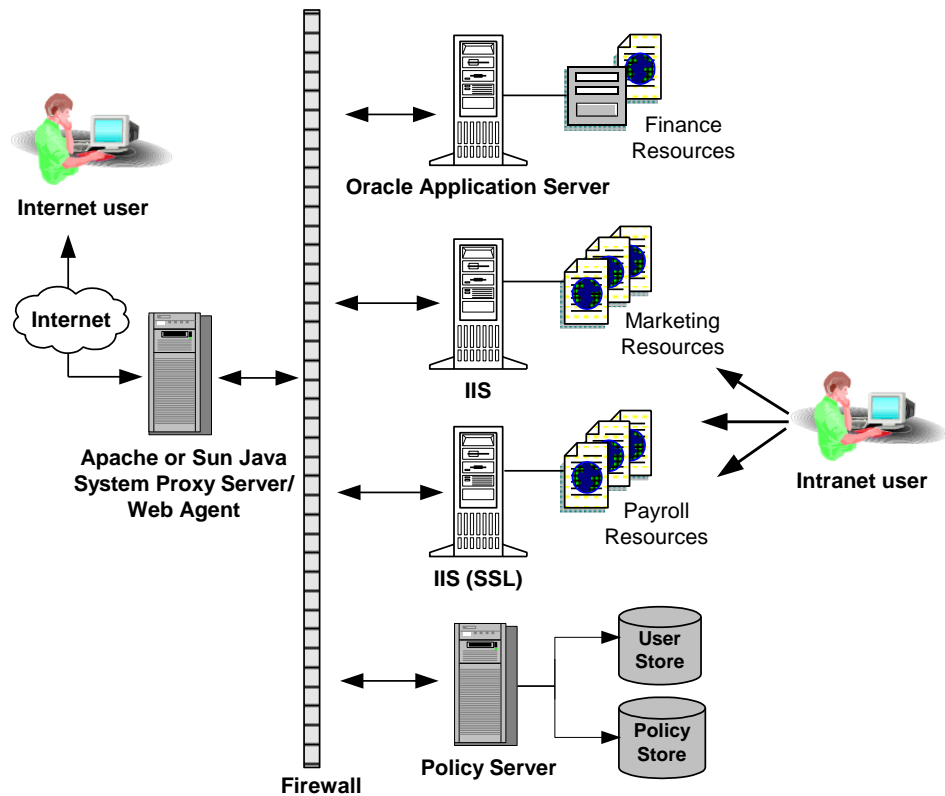 Finance
Resources
Oracle Application Server
Internet user
Internet
Marketing
Resources
IIS
Apache or Sun Java
System Proxy Server/
Web Agent
Intranet user
Payroll
Resources
IIS (SSL)
User
Store
Policy
Store
Policy Server
Firewall